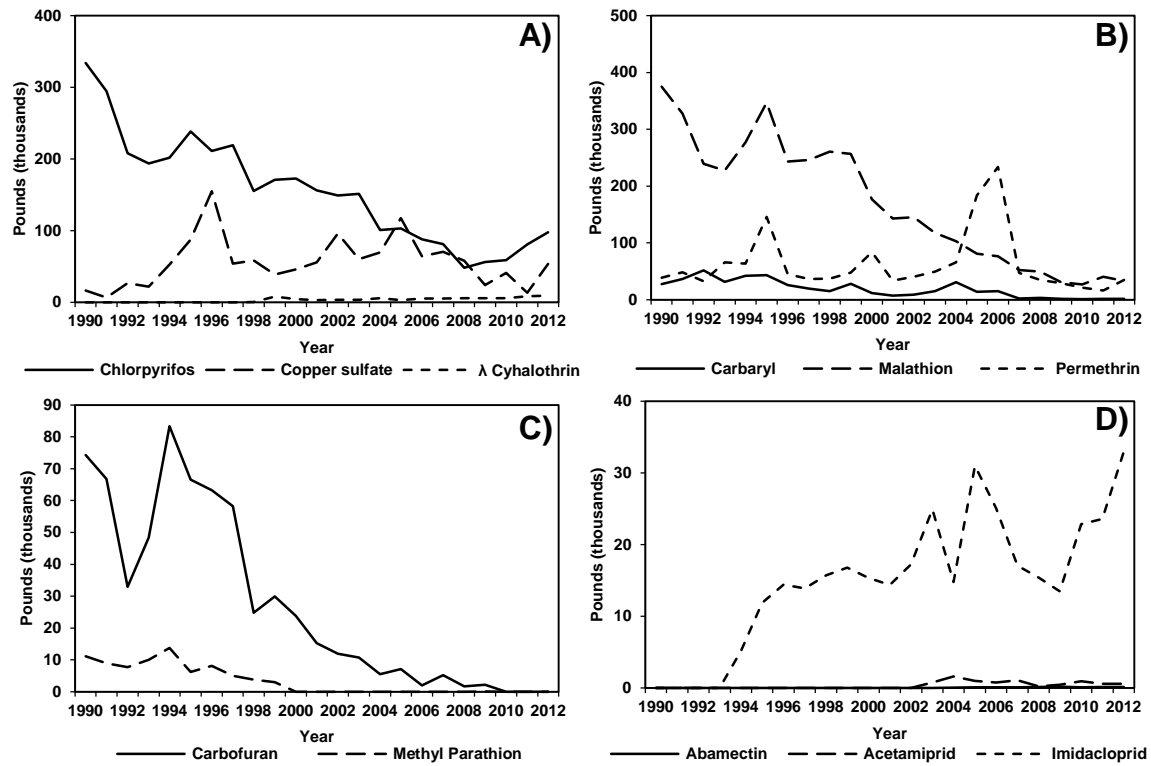 A)
400
300
200
100
0
Pounds (thousands)
1990 1992 1994 1996 1998 2000 2002 2004 2006 2008 2010 2012
Year
Chlorpyrifos Copper sulfate λ Cyhalothrin
B)
500
400
300
200
100
0
Pounds (thousands)
1990 1992 1994 1996 1998 2000 2002 2004 2006 2008 2010 2012
Year
Carbaryl Malathion Permethrin
C)
90
80
70
60
50
40
30
20
10
0
Pounds (thousands)
1990 1992 1994 1996 1998 2000 2002 2004 2006 2008 2010 2012
Year
Carbofuran Methyl Parathion
D)
40
30
20
10
0
Pounds (thousands)
1990 1992 1994 1996 1998 2000 2002 2004 2006 2008 2010 2012
Year
Abamectin Acetamiprid Imidacloprid